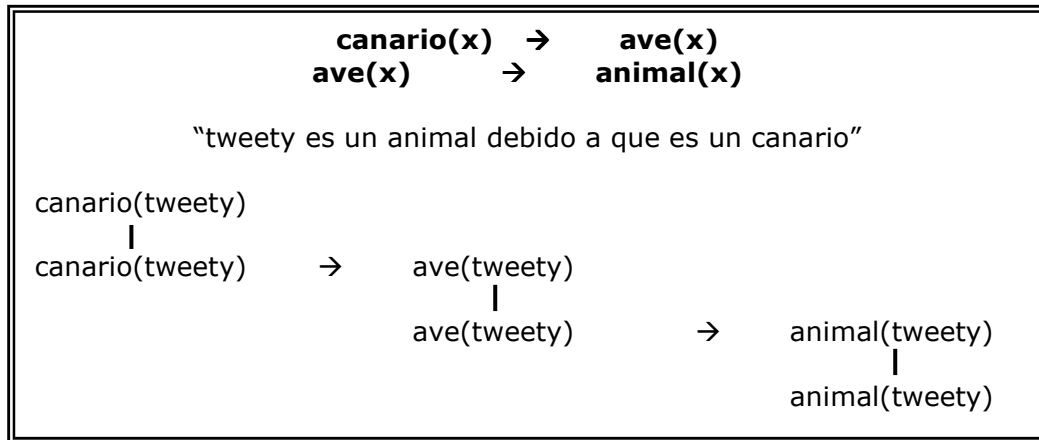 canario(x) → ave(x)
ave(x) → animal(x)
“tweety es un animal debido a que es un canario”
canario(tweety)
canario(tweety) → ave(tweety)
ave(tweety) → animal(tweety)
animal(tweety)